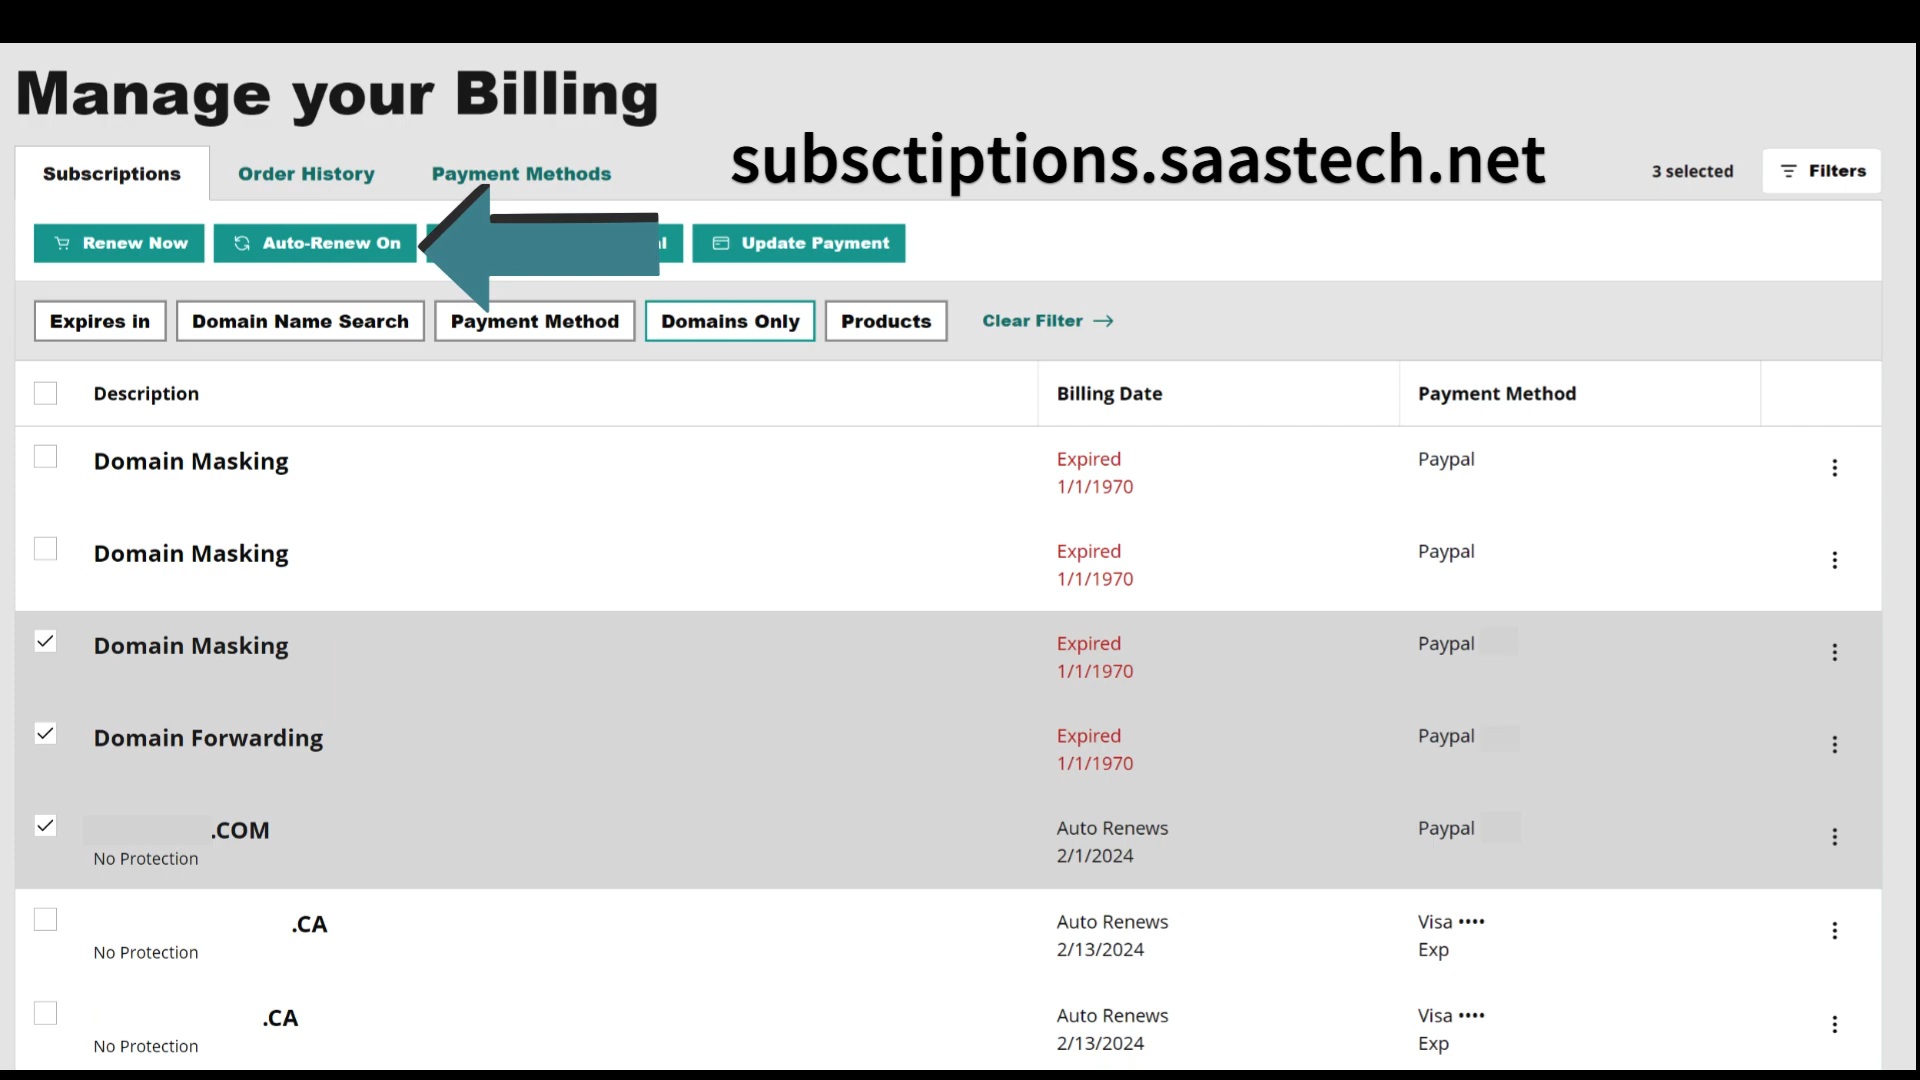 Manage your Billing
subsctiptions.saastech.net
Subscriptions
Order History
Payment Methods
3 selected
Filters
Renew Now
Auto-Renew On
Update Payment
Expires in
Domain Name Search
Payment Method
Domains Only
Products
Clear Filter →
Description
Billing Date
Payment Method
Domain Masking
Expired
1/1/1970
Paypal
Domain Masking
Expired
1/1/1970
Paypal
Domain Masking
Expired
1/1/1970
Paypal
Domain Forwarding
Expired
1/1/1970
Paypal
.COM
No Protection
Auto Renews
2/1/2024
Paypal
.CA
No Protection
Auto Renews
2/13/2024
Visa ••••
Exp
.CA
No Protection
Auto Renews
2/13/2024
Visa ••••
Exp